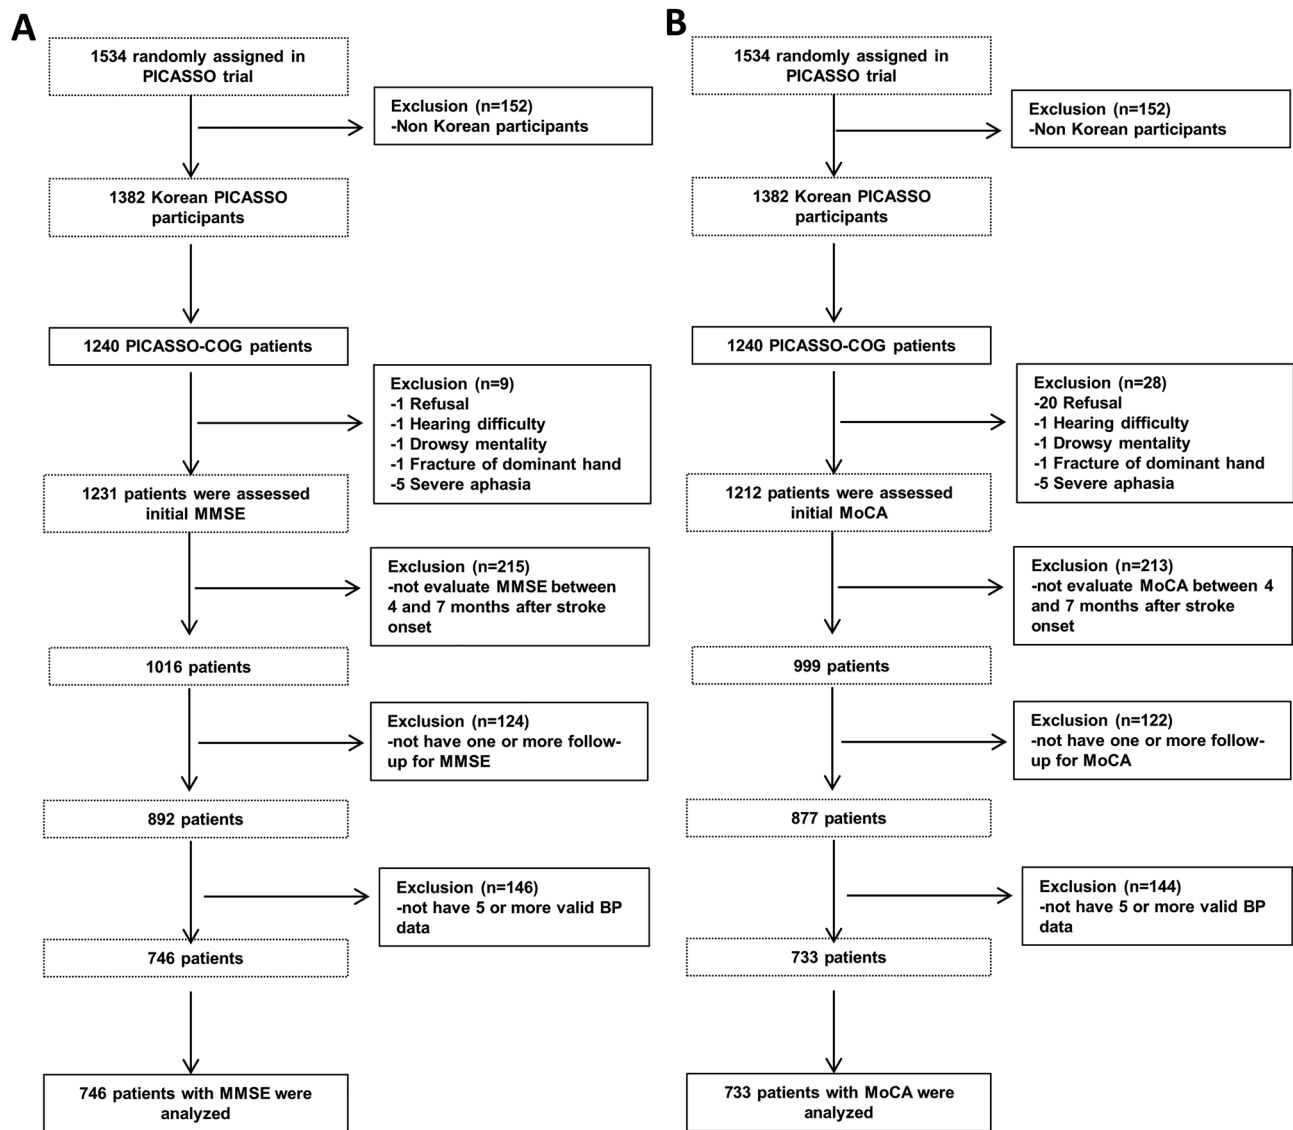 A
1534 randomly assigned in
PICASSO trial
Exclusion (n=152)
-Non Korean participants
1382 Korean PICASSO
participants
1240 PICASSO-COG patients
Exclusion (n=9)
-1 Refusal
-1 Hearing difficulty
-1 Drowsy mentality
-1 Fracture of dominant hand
-5 Severe aphasia
1231 patients were assessed
initial MMSE
Exclusion (n=215)
-not evaluate MMSE between
4 and 7 months after stroke
onset
1016 patients
Exclusion (n=124)
-not have one or more follow-
up for MMSE
892 patients
Exclusion (n=146)
-not have 5 or more valid BP
data
746 patients
746 patients with MMSE were
analyzed
B
1534 randomly assigned in
PICASSO trial
Exclusion (n=152)
-Non Korean participants
1382 Korean PICASSO
participants
1240 PICASSO-COG patients
Exclusion (n=28)
-20 Refusal
-1 Hearing difficulty
-1 Drowsy mentality
-1 Fracture of dominant hand
-5 Severe aphasia
1212 patients were assessed
initial MoCA
Exclusion (n=213)
-not evaluate MoCA between 4
and 7 months after stroke
onset
999 patients
Exclusion (n=122)
-not have one or more follow-
up for MoCA
877 patients
Exclusion (n=144)
-not have 5 or more valid BP
data
733 patients
733 patients with MoCA were
analyzed